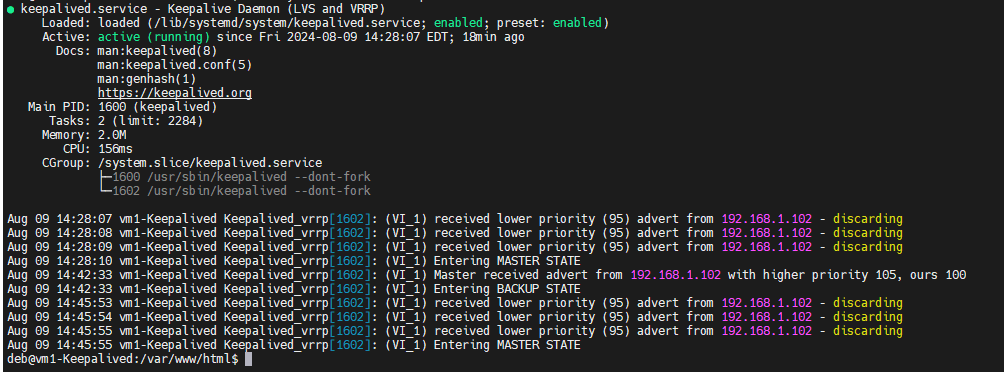 ● keepalived.service - Keepalive Daemon (LVS and VRRP)
Loaded: loaded (/lib/systemd/system/keepalived.service; enabled; preset: enabled)
Active: active (running) since Fri 2024-08-09 14:28:07 EDT; 18min ago
Docs: man:keepalived(8)
man:keepalived.conf(5)
man:genhash(1)
https://keepalived.org
Main PID: 1600 (keepalived)
Tasks: 2 (limit: 2284)
Memory: 2.0M
CPU: 156ms
CGroup: /system.slice/keepalived.service
├─1600 /usr/sbin/keepalived --dont-fork
└─1602 /usr/sbin/keepalived --dont-fork
Aug 09 14:28:07 vm1-Keepalived Keepalived_vrrp[1602]: (VI_1) received lower priority (95) advert from 192.168.1.102 - discarding
Aug 09 14:28:08 vm1-Keepalived Keepalived_vrrp[1602]: (VI_1) received lower priority (95) advert from 192.168.1.102 - discarding
Aug 09 14:28:09 vm1-Keepalived Keepalived_vrrp[1602]: (VI_1) received lower priority (95) advert from 192.168.1.102 - discarding
Aug 09 14:28:10 vm1-Keepalived Keepalived_vrrp[1602]: (VI_1) Entering MASTER STATE
Aug 09 14:42:33 vm1-Keepalived Keepalived_vrrp[1602]: (VI_1) Master received advert from 192.168.1.102 with higher priority 105, ours 100
Aug 09 14:42:33 vm1-Keepalived Keepalived_vrrp[1602]: (VI_1) Entering BACKUP STATE
Aug 09 14:45:53 vm1-Keepalived Keepalived_vrrp[1602]: (VI_1) received lower priority (95) advert from 192.168.1.102 - discarding
Aug 09 14:45:54 vm1-Keepalived Keepalived_vrrp[1602]: (VI_1) received lower priority (95) advert from 192.168.1.102 - discarding
Aug 09 14:45:55 vm1-Keepalived Keepalived_vrrp[1602]: (VI_1) received lower priority (95) advert from 192.168.1.102 - discarding
Aug 09 14:45:55 vm1-Keepalived Keepalived_vrrp[1602]: (VI_1) Entering MASTER STATE
deb@vm1-Keepalived:/var/www/html$